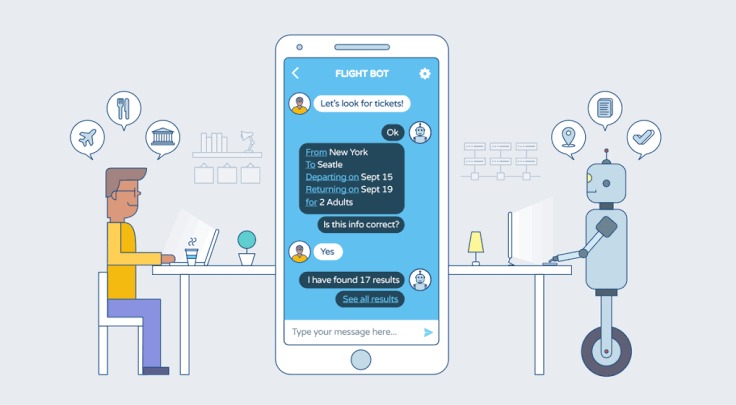 FLIGHT BOT
Let's look for tickets!
Ok
From New York
To Seatle
Departing on Sept 15
Returning on Sept 19
for 2 Adults
Is this info correct?
Yes
I have found 17 results
See all results
Type your message here...